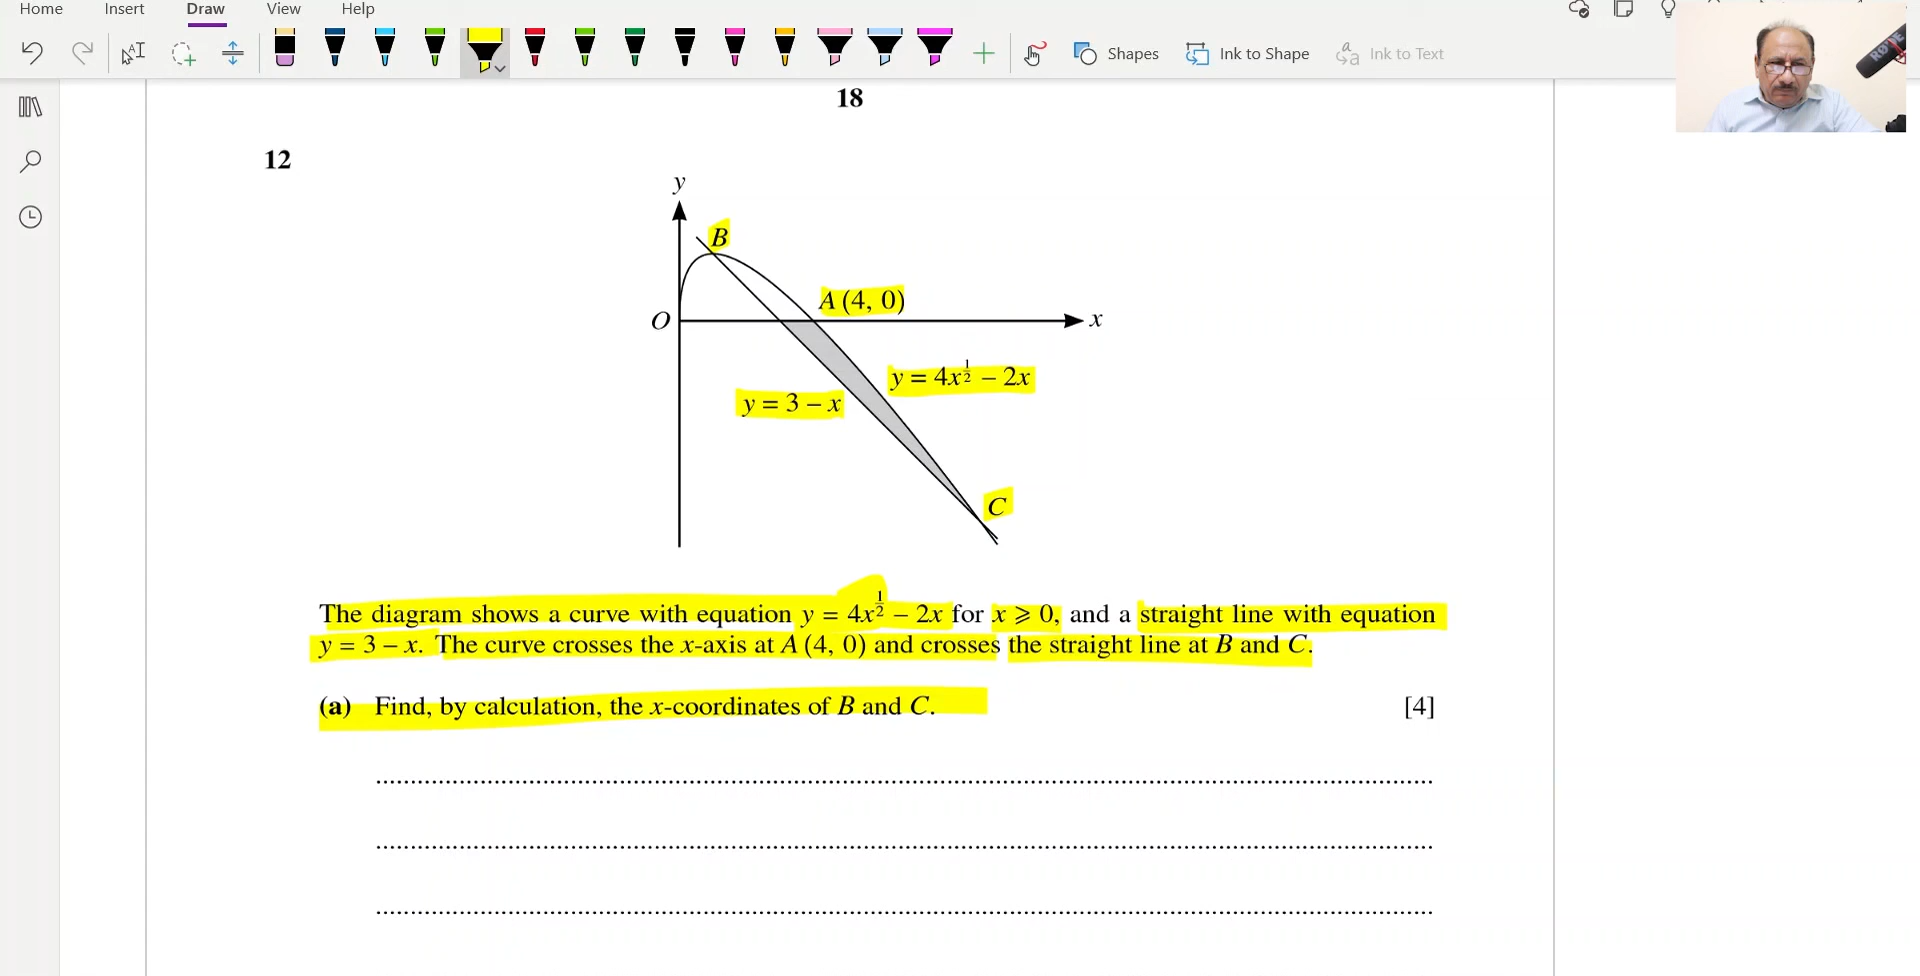 Home Insert Draw View Help
Shapes Ink to Shape Ink to Text
RØDE
18
12
y
B
A (4, 0)
O x
y = 4x^{1/2} − 2x
y = 3 − x
C
The diagram shows a curve with equation y = 4x^{1/2} − 2x for x ⩾ 0, and a straight line with equation
y = 3 − x. The curve crosses the x-axis at A (4, 0) and crosses the straight line at B and C.
(a) Find, by calculation, the x-coordinates of B and C. [4]